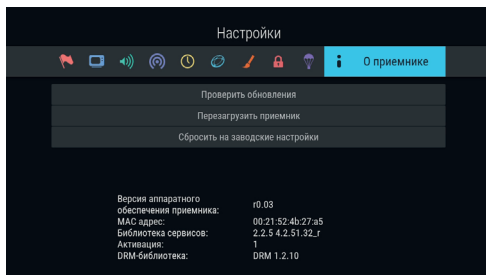 Настройки
О приемнике
Проверить обновления
Перезагрузить приемник
Сбросить на заводские настройки
Версия аппаратного
обеспечения приемника: r0.03
MAC адрес: 00:21:52:4b:27:a5
Библиотека сервисов: 2.2.5 4.2.51.32_r
Активация: 1
DRM-библиотека: DRM 1.2.10